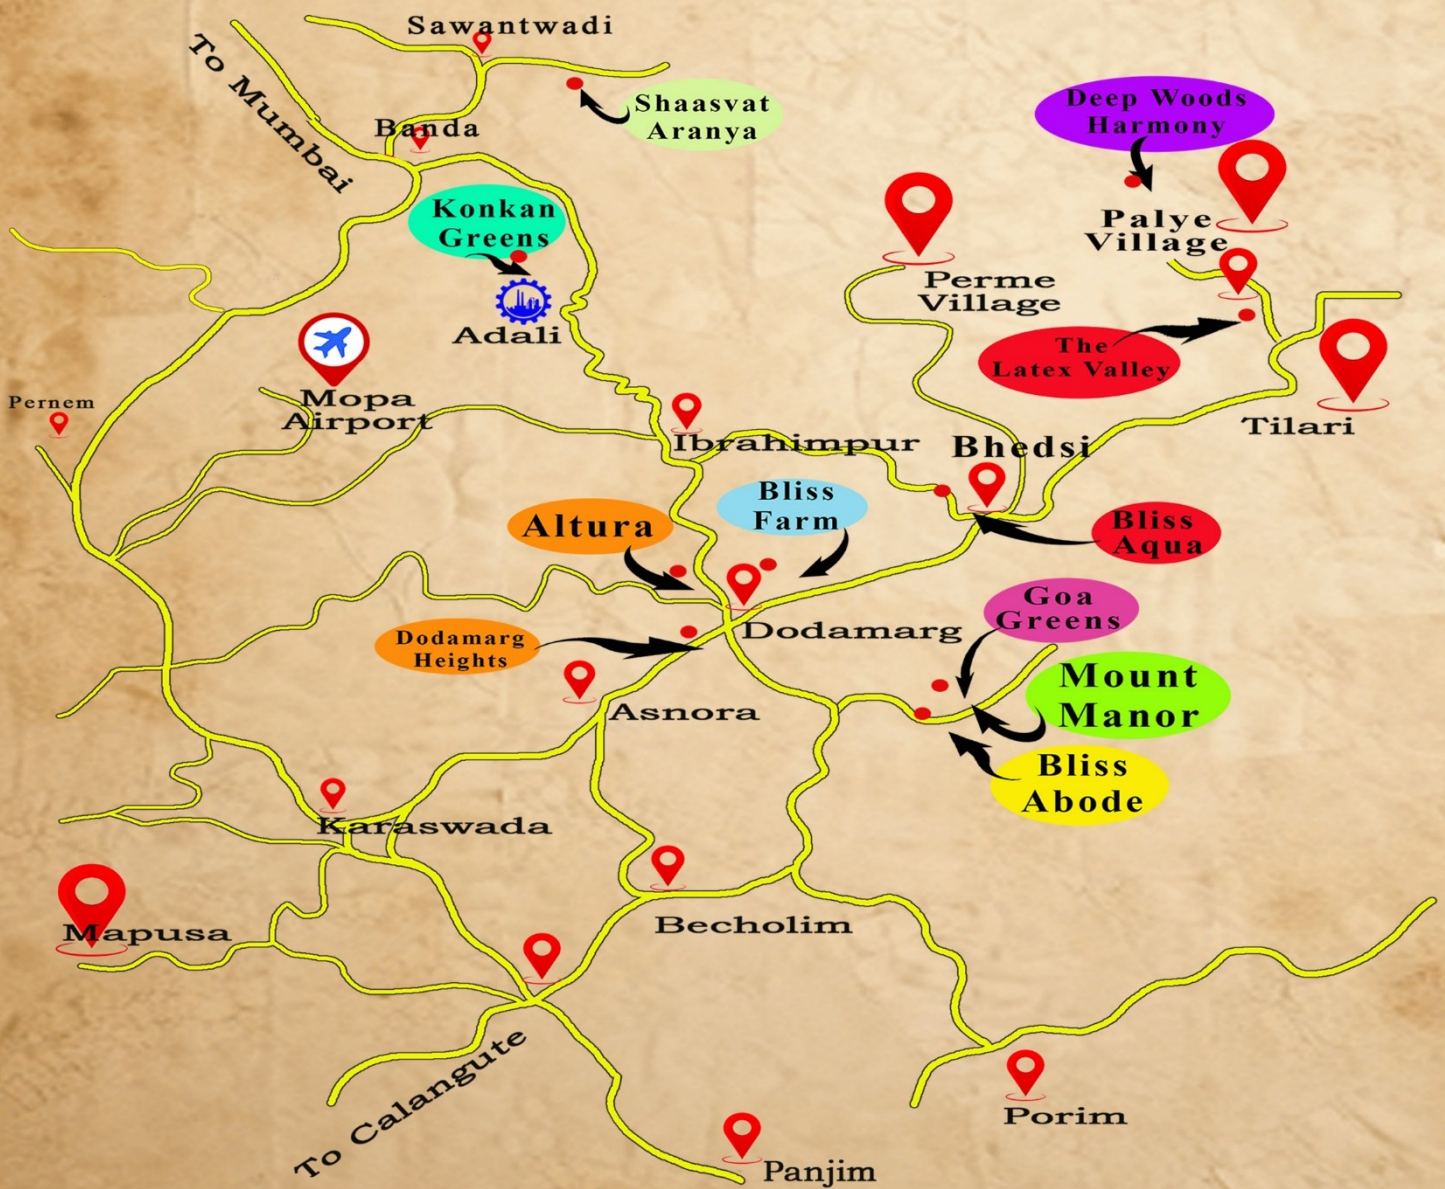 Sawantwadi
To Mumbai
Banda
Shaasvat
Aranya
Deep Woods
Harmony
Konkan
Greens
Palye
Village
Perme
Village
Adali
The
Latex Valley
Mopa
Airport
Pernem
Tilari
Ibrahimpur
Bhedsi
Altura
Bliss
Farm
Bliss
Aqua
Goa
Greens
Dodamarg
Dodamarg
Heights
Mount
Manor
Asnora
Bliss
Abode
Karaswada
Mapusa
Becholim
To Calangute
Porim
Panjim